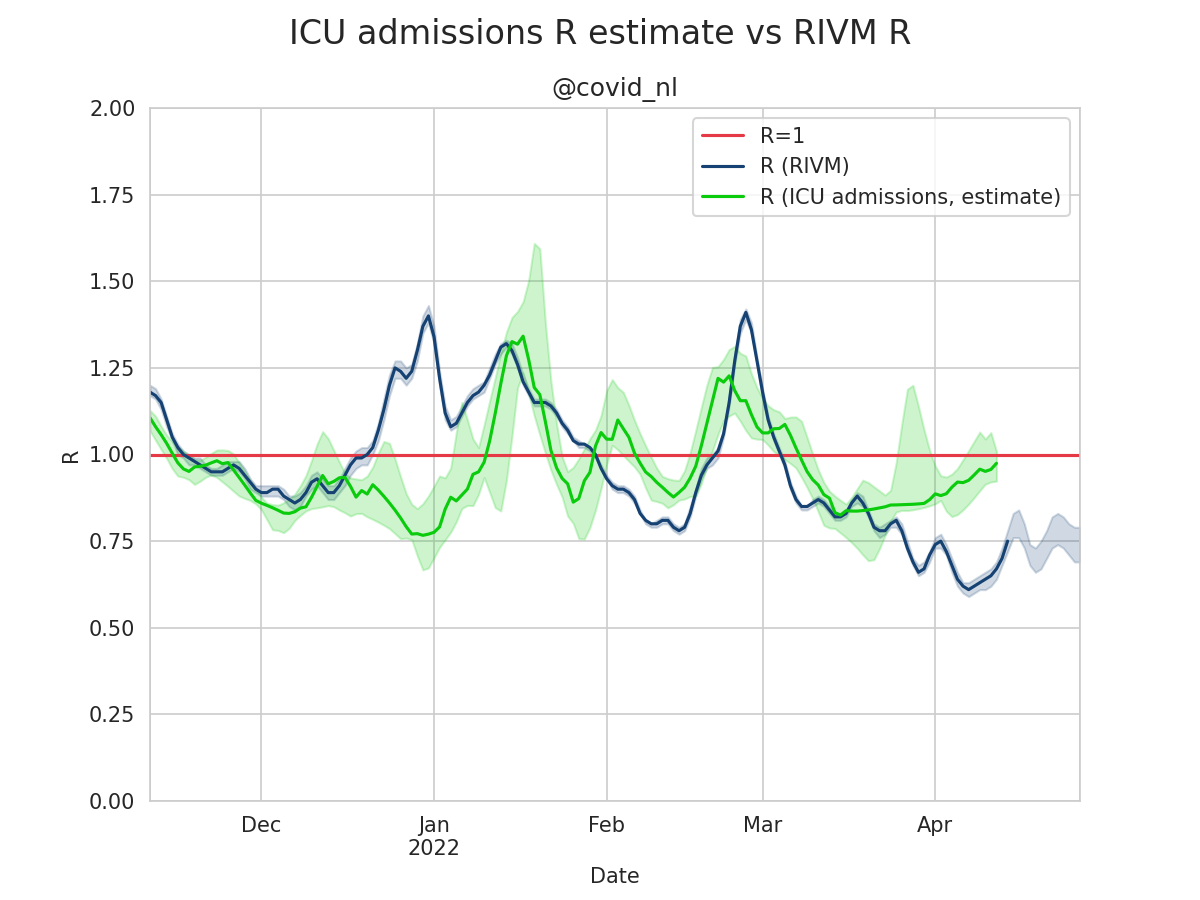 ICU admissions R estimate vs RIVM R
@covid_nl
R=1
R (RIVM)
R (ICU admissions, estimate)
2.00
1.75
1.50
1.25
1.00
0.75
0.50
0.25
0.00
R
Dec
Jan
2022
Feb
Mar
Apr
Date